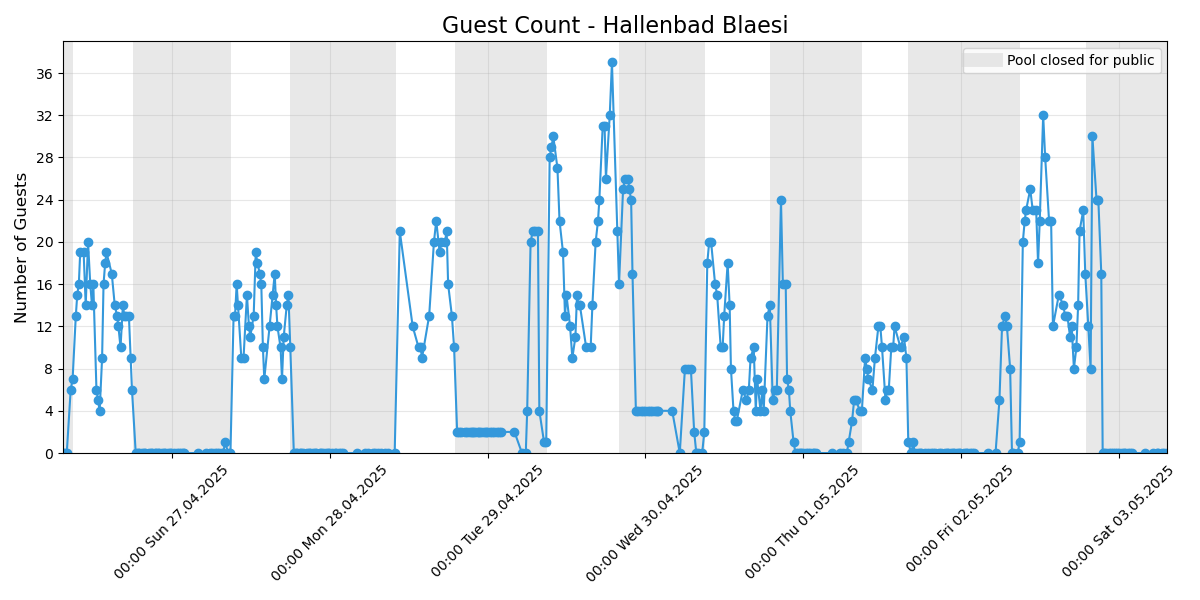 Guest Count - Hallenbad Blaesi
Pool closed for public
Number of Guests
36
32
28
24
20
16
12
8
4
0
00:00 Sun 27.04.2025
00:00 Mon 28.04.2025
00:00 Tue 29.04.2025
00:00 Wed 30.04.2025
00:00 Thu 01.05.2025
00:00 Fri 02.05.2025
00:00 Sat 03.05.2025